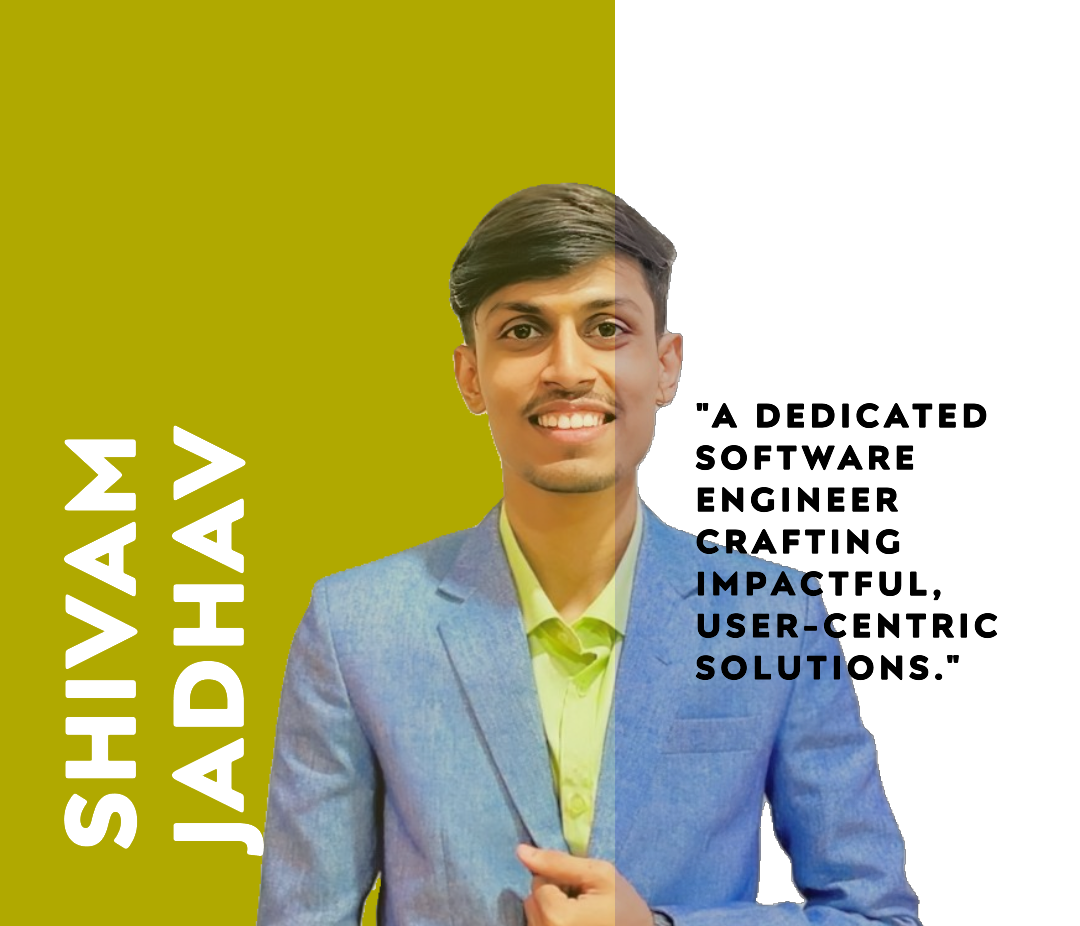 SHIVAM
JADHAV
"A DEDICATED
SOFTWARE
ENGINEER
CRAFTING
IMPACTFUL,
USER-CENTRIC
SOLUTIONS."